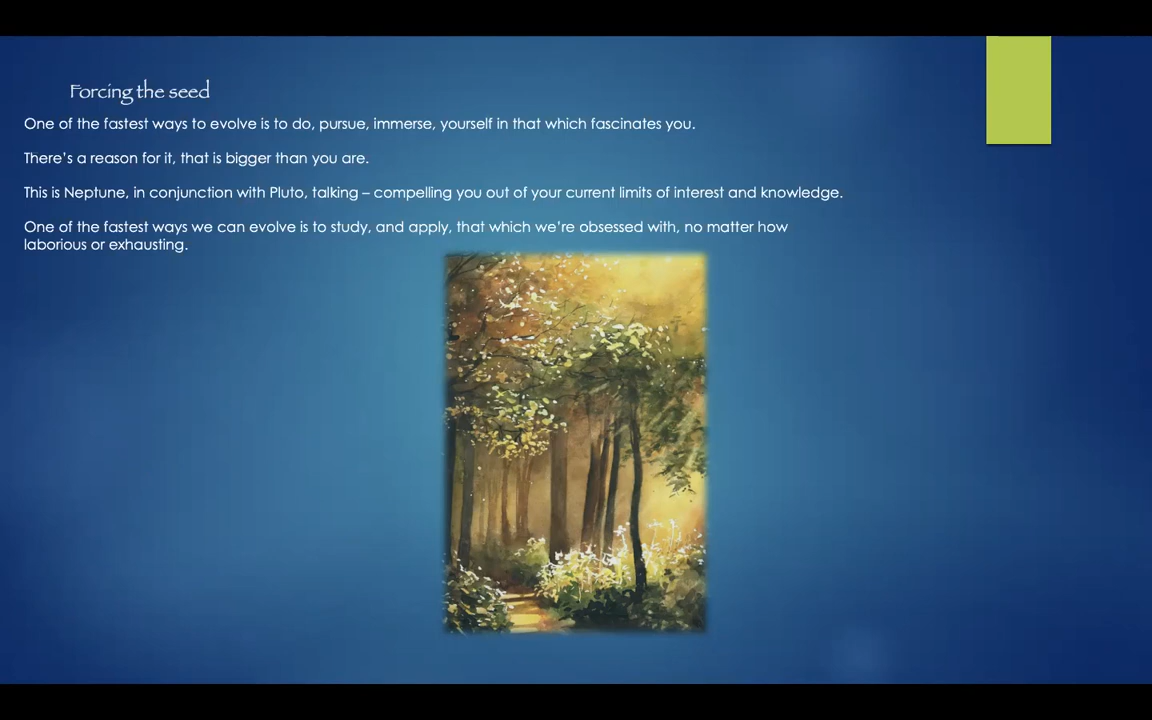 Forcing the seed
One of the fastest ways to evolve is to do, pursue, immerse, yourself in that which fascinates you.
There's a reason for it, that is bigger than you are.
This is Neptune, in conjunction with Pluto, talking – compelling you out of your current limits of interest and knowledge.
One of the fastest ways we can evolve is to study, and apply, that which we're obsessed with, no matter how
laborious or exhausting.